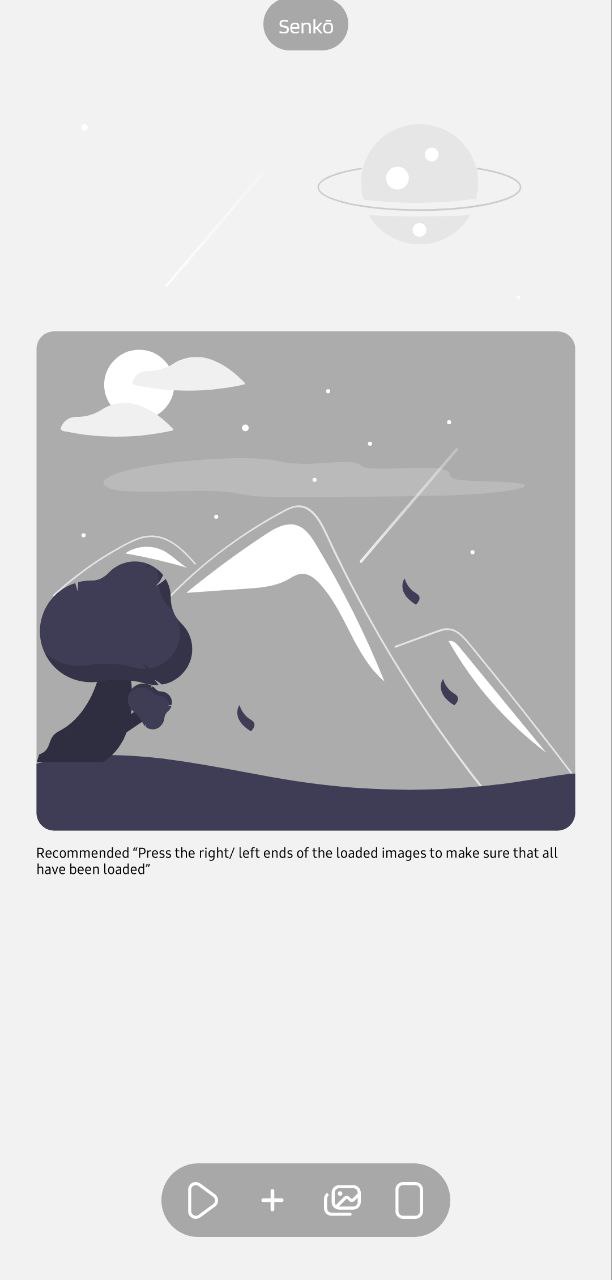 Senkō
Recommended “Press the right/ left ends of the loaded images to make sure that all
have been loaded”